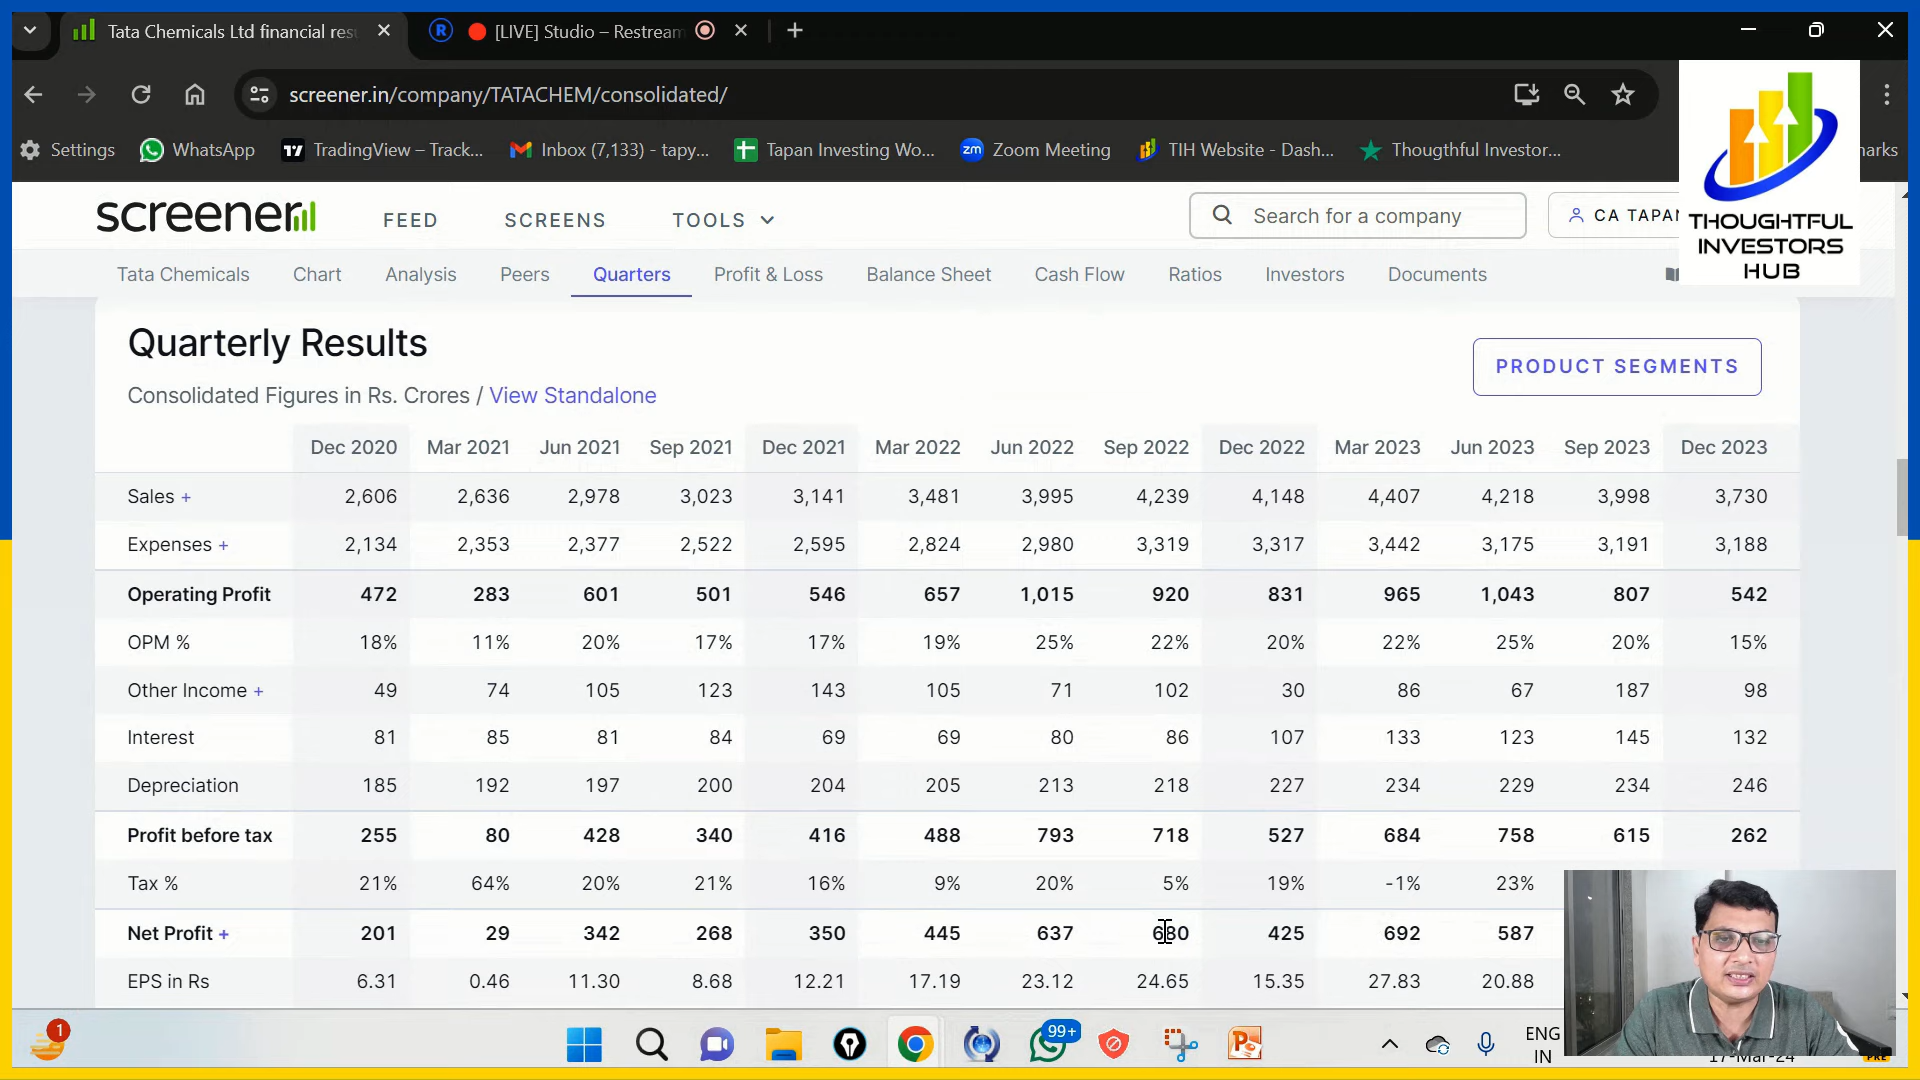 Tata Chemicals Ltd financial res
R [LIVE] Studio – Restream
screener.in/company/TATACHEM/consolidated/
Settings WhatsApp TradingView – Track... Inbox (7,133) - tapy... Tapan Investing Wo... zm Zoom Meeting TIH Website - Dash... Thougthful Investor... arks
screener FEED SCREENS TOOLS Search for a company CA TAPAN
THOUGHTFUL
INVESTORS
HUB
Tata Chemicals Chart Analysis Peers Quarters Profit & Loss Balance Sheet Cash Flow Ratios Investors Documents
Quarterly Results
PRODUCT SEGMENTS
Consolidated Figures in Rs. Crores / View Standalone
Dec 2020 Mar 2021 Jun 2021 Sep 2021 Dec 2021 Mar 2022 Jun 2022 Sep 2022 Dec 2022 Mar 2023 Jun 2023 Sep 2023 Dec 2023
Sales + 2,606 2,636 2,978 3,023 3,141 3,481 3,995 4,239 4,148 4,407 4,218 3,998 3,730
Expenses + 2,134 2,353 2,377 2,522 2,595 2,824 2,980 3,319 3,317 3,442 3,175 3,191 3,188
Operating Profit 472 283 601 501 546 657 1,015 920 831 965 1,043 807 542
OPM % 18% 11% 20% 17% 17% 19% 25% 22% 20% 22% 25% 20% 15%
Other Income + 49 74 105 123 143 105 71 102 30 86 67 187 98
Interest 81 85 81 84 69 69 80 86 107 133 123 145 132
Depreciation 185 192 197 200 204 205 213 218 227 234 229 234 246
Profit before tax 255 80 428 340 416 488 793 718 527 684 758 615 262
Tax % 21% 64% 20% 21% 16% 9% 20% 5% 19% -1% 23%
Net Profit + 201 29 342 268 350 445 637 680 425 692 587
EPS in Rs 6.31 0.46 11.30 8.68 12.21 17.19 23.12 24.65 15.35 27.83 20.88
1 99+ ENG
IN
17-Mar-24
PRE